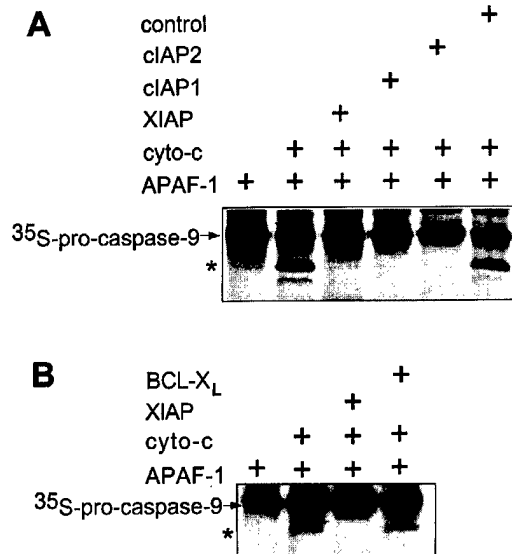 A
control +
cIAP2 +
cIAP1 +
XIAP +
cyto-c + + + + +
APAF-1 + + + + + +
35S-pro-caspase-9
*
B
BCL-XL +
XIAP +
cyto-c + + +
APAF-1 + + + +
35S-pro-caspase-9
*